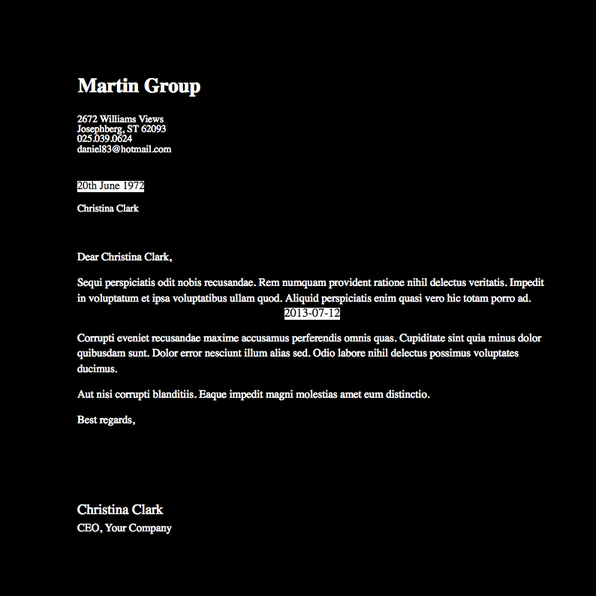 Martin Group
2672 Williams Views
Josephberg, ST 62093
025.039.0624
daniel83@hotmail.com
20th June 1972
Christina Clark
Dear Christina Clark,
Sequi perspiciatis odit nobis recusandae. Rem numquam provident ratione nihil delectus veritatis. Impedit
in voluptatum et ipsa voluptatibus ullam quod. Aliquid perspiciatis enim quasi vero hic totam porro ad.
2013-07-12
Corrupti eveniet recusandae maxime accusamus perferendis omnis quas. Cupiditate sint quia minus dolor
quibusdam sunt. Dolor error nesciunt illum alias sed. Odio labore nihil delectus possimus voluptates
ducimus.
Aut nisi corrupti blanditiis. Eaque impedit magni molestias amet eum distinctio.
Best regards,
Christina Clark
CEO, Your Company